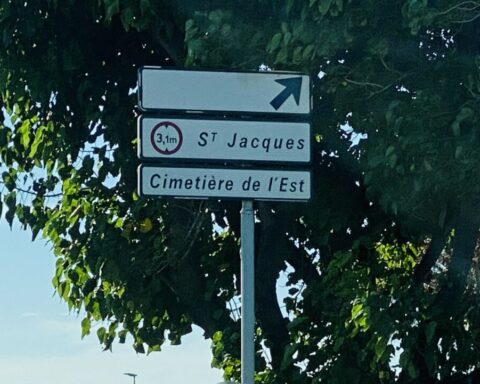 3,1m Sᵀ Jacques
Cimetière de l'Est